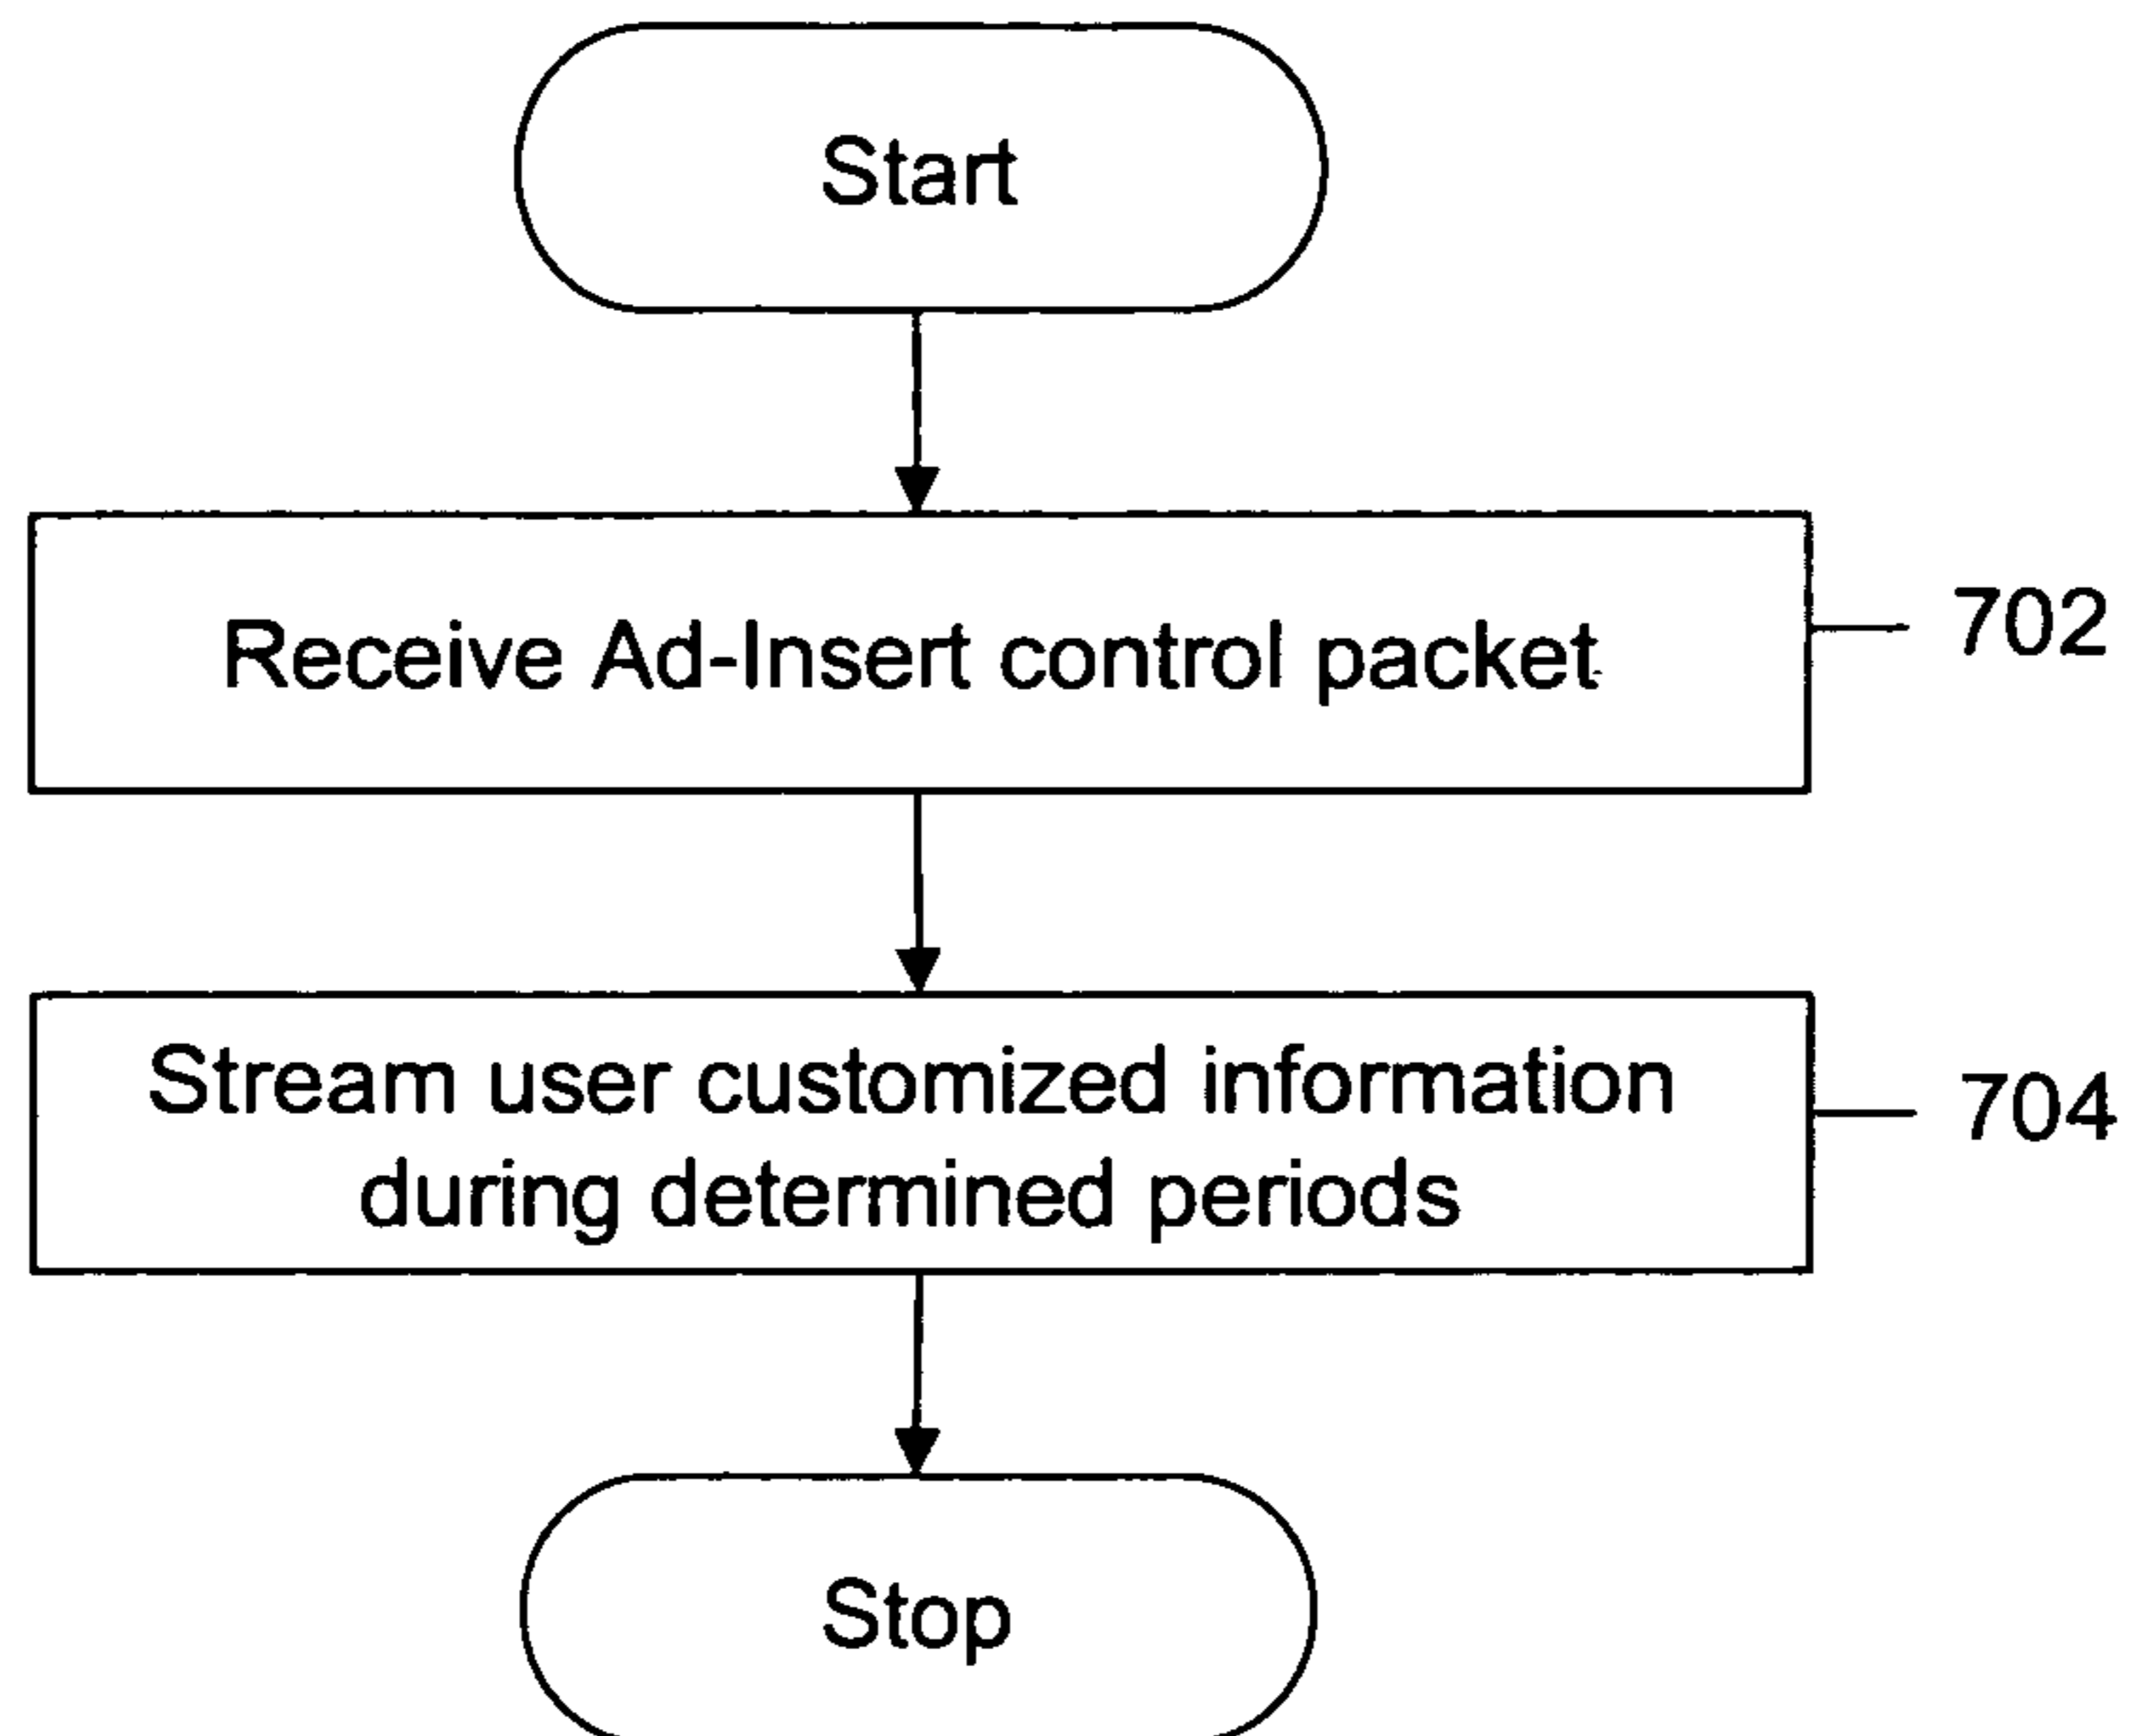 Start
Receive Ad-Insert control packet
702
Stream user customized information
during determined periods
704
Stop